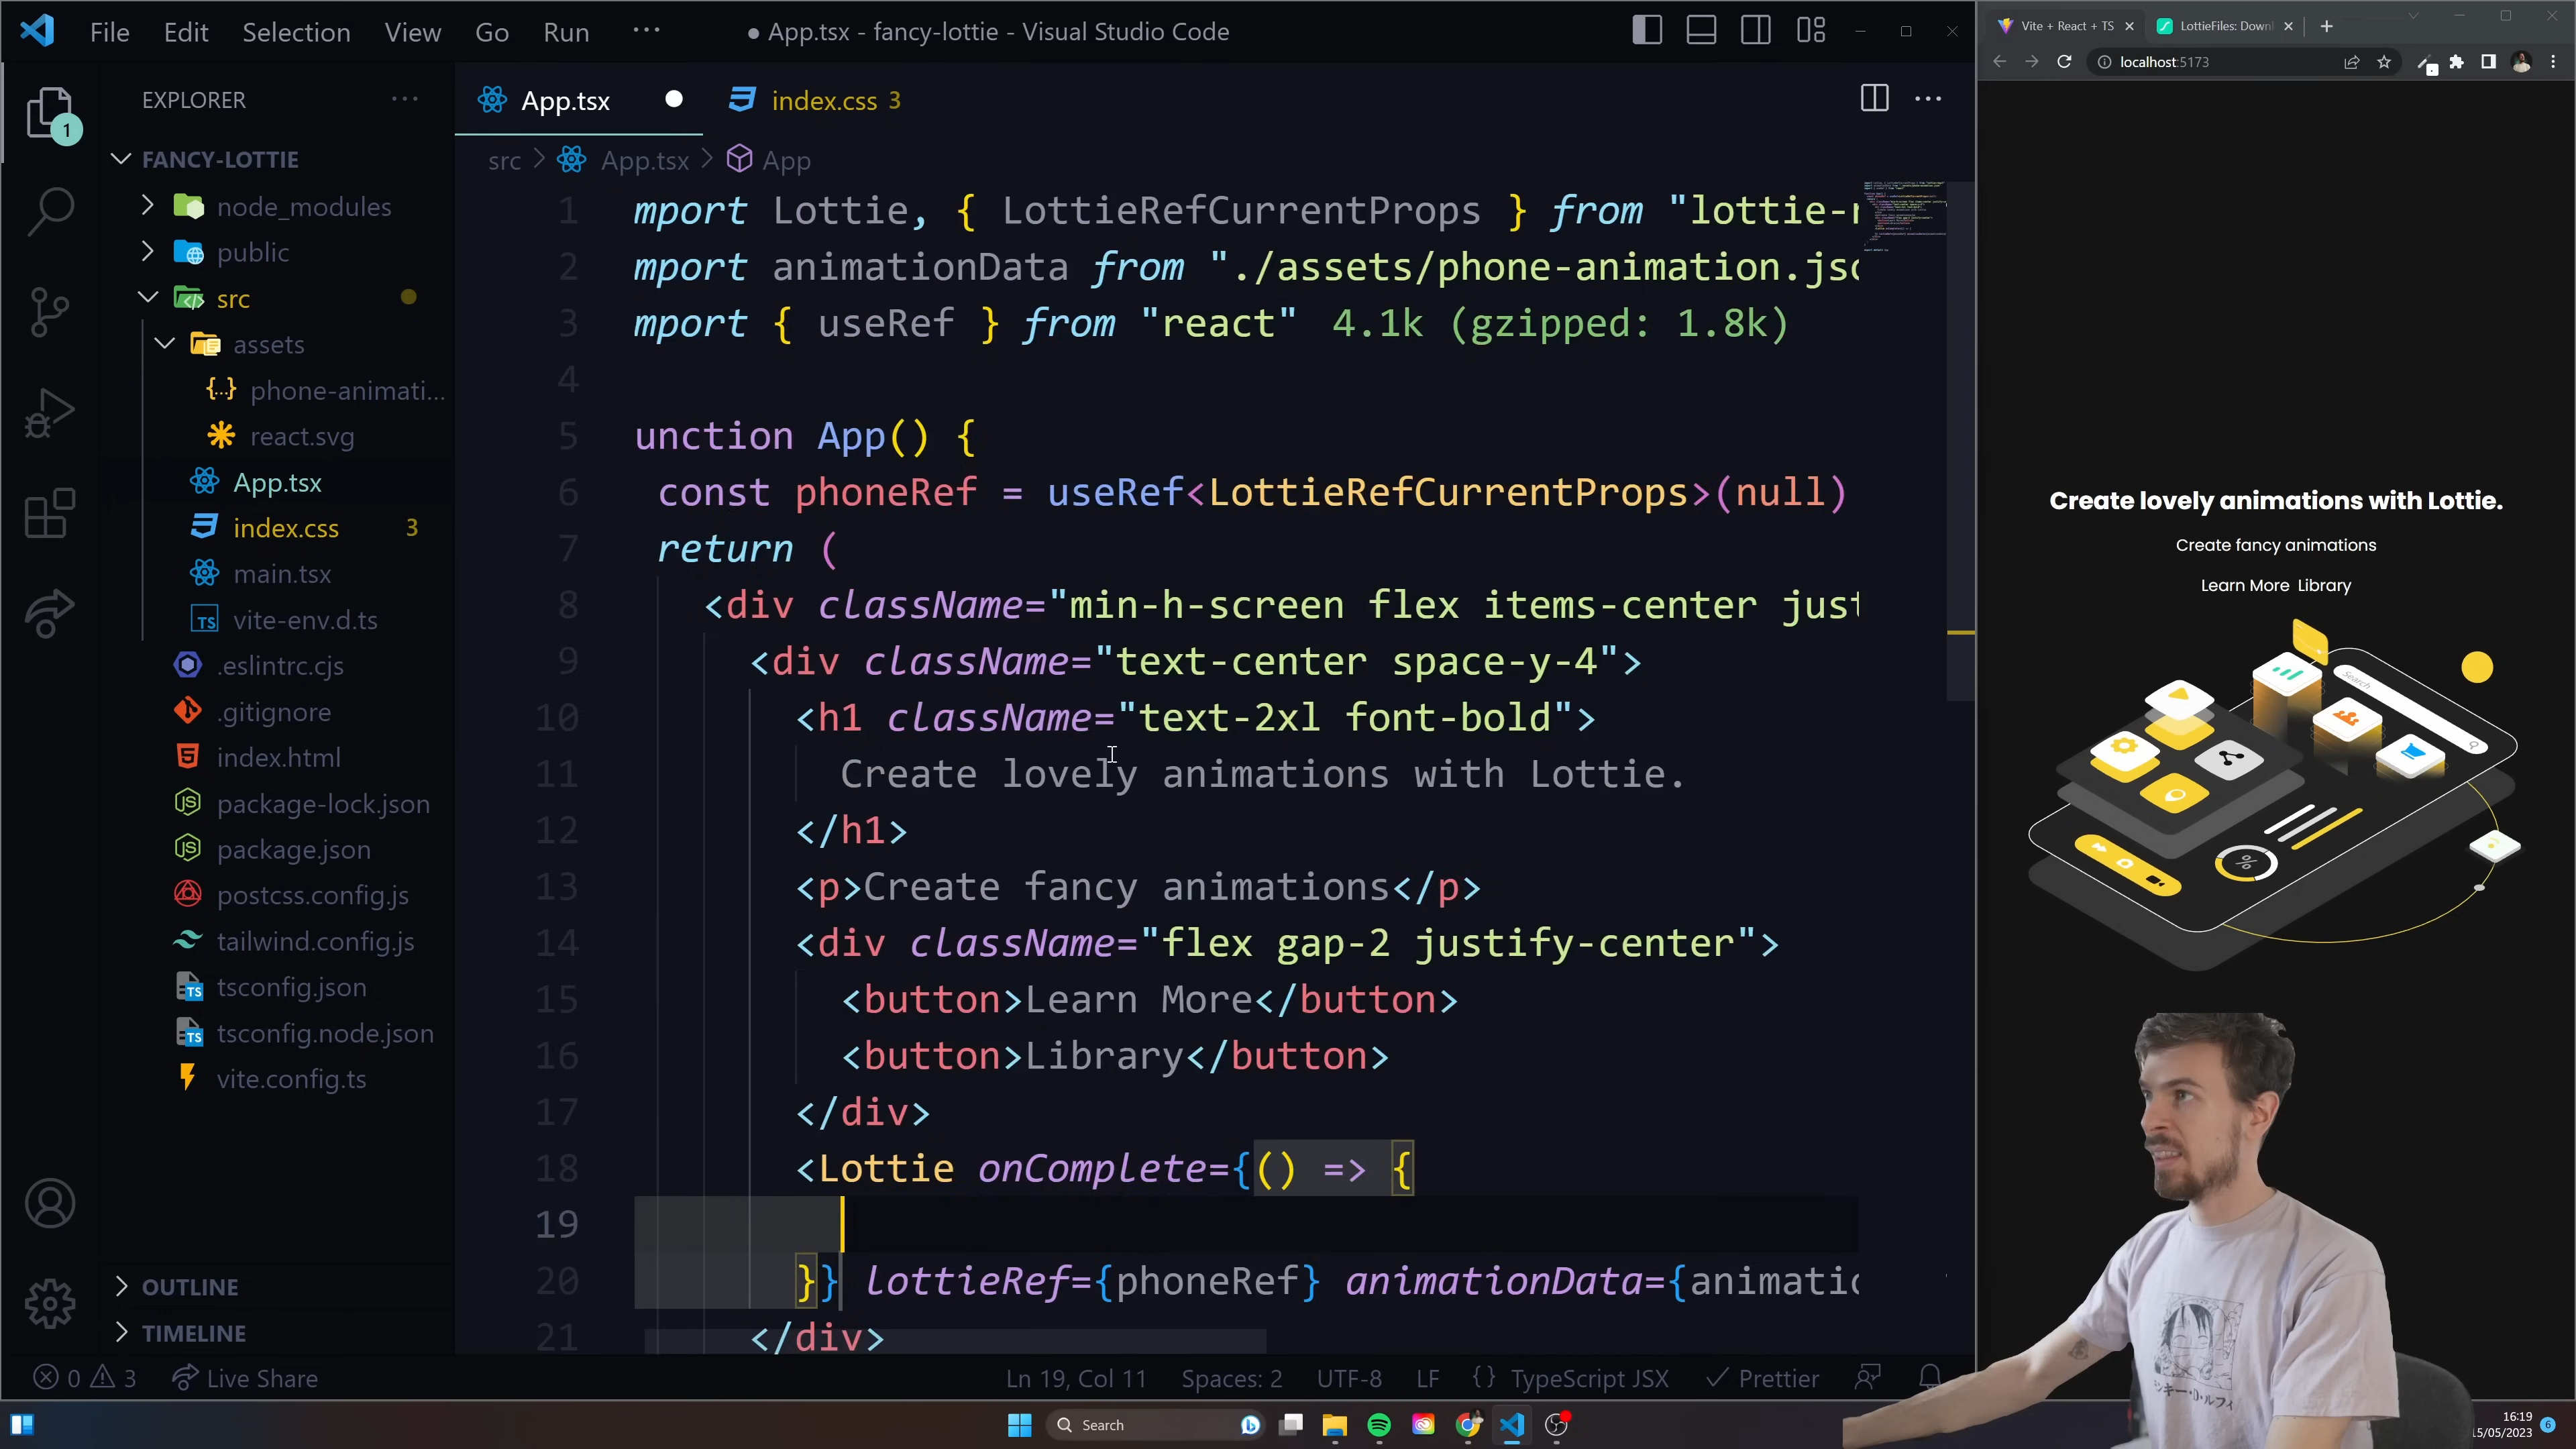 File Edit Selection View Go Run ... ● App.tsx - fancy-lottie - Visual Studio Code
EXPLORER
1
FANCY-LOTTIE
node_modules
public
src
assets
phone-animati...
react.svg
App.tsx
index.css 3
main.tsx
vite-env.d.ts
.eslintrc.cjs
.gitignore
index.html
package-lock.json
package.json
postcss.config.js
tailwind.config.js
tsconfig.json
tsconfig.node.json
vite.config.ts
OUTLINE
TIMELINE
App.tsx ● index.css 3
src > App.tsx > App
1 mport Lottie, { LottieRefCurrentProps } from "lottie-r
2 mport animationData from "./assets/phone-animation.jso
3 mport { useRef } from "react" 4.1k (gzipped: 1.8k)
4
5 unction App() {
6 const phoneRef = useRef<LottieRefCurrentProps>(null)
7 return (
8 <div className="min-h-screen flex items-center just
9 <div className="text-center space-y-4">
10 <h1 className="text-2xl font-bold">
11 Create lovely animations with Lottie.
12 </h1>
13 <p>Create fancy animations</p>
14 <div className="flex gap-2 justify-center">
15 <button>Learn More</button>
16 <button>Library</button>
17 </div>
18 <Lottie onComplete={() => {
19
20 }} lottieRef={phoneRef} animationData={animatio
21 </div>
0 3 Live Share Ln 19, Col 11 Spaces: 2 UTF-8 LF {} TypeScript JSX Prettier
Vite + React + TS LottieFiles: Downl
localhost:5173
Create lovely animations with Lottie.
Create fancy animations
Learn More Library
Search
%
Search
16:19
15/05/2023
6